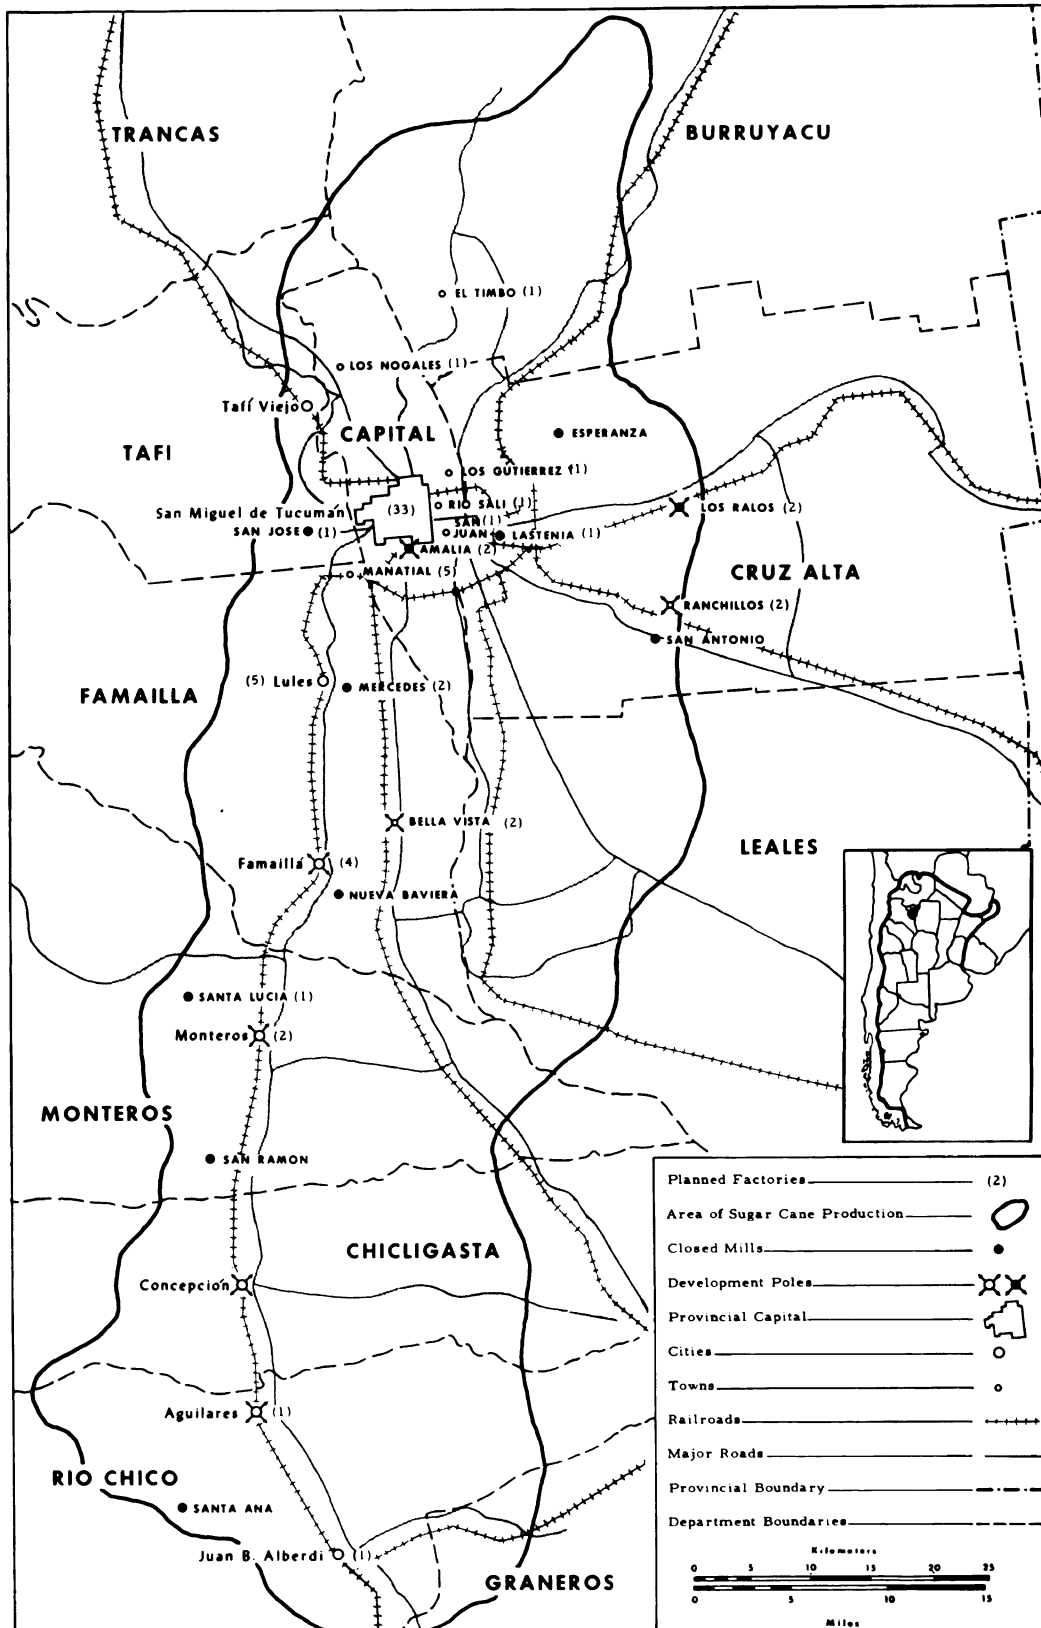 TRANCAS
BURRUYACU
EL TIMBO (1)
LOS NOGALES (1)
Tafí Viejo
CAPITAL
ESPERANZA
TAFI
LOS GUTIERREZ (1)
RIO SALI (1)
LOS RALOS (2)
San Miguel de Tucumán
(33)
SAN (1)
JUAN
SAN JOSE (1)
LASTENIA (1)
AMALIA (2)
MANATIAL (5)
CRUZ ALTA
RANCHILLOS (2)
SAN ANTONIO
(5) Lules
MERCEDES (2)
FAMAILLA
BELLA VISTA (2)
LEALES
Famaillá (4)
NUEVA BAVIERA
SANTA LUCIA (1)
Monteros (2)
MONTEROS
SAN RAMON
CHICLIGASTA
Concepción
Aguilares (1)
RIO CHICO
SANTA ANA
Juan B. Alberdi (1)
GRANEROS
Planned Factories (2)
Area of Sugar Cane Production
Closed Mills
Development Poles
Provincial Capital
Cities
Towns
Railroads
Major Roads
Provincial Boundary
Department Boundaries
Kilometers
0 5 10 15 20 25
0 5 10 15
Miles